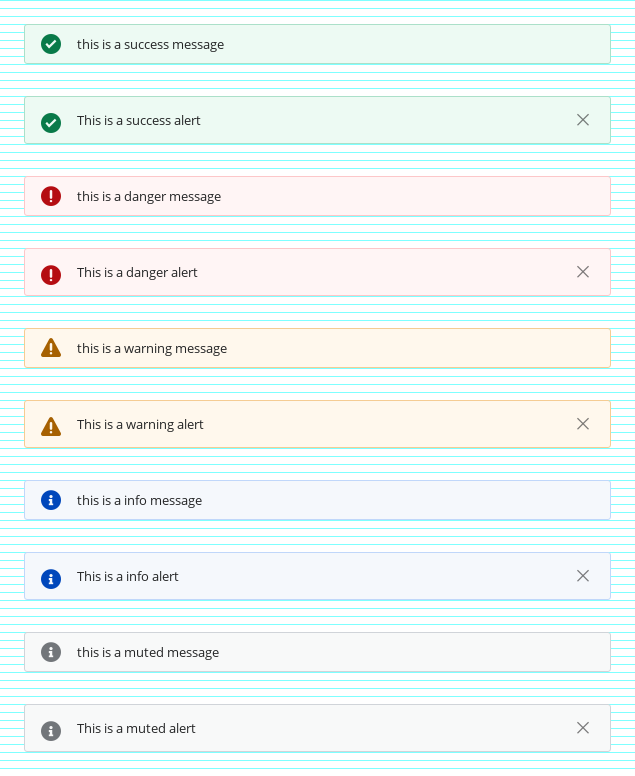 this is a success message
This is a success alert
this is a danger message
This is a danger alert
this is a warning message
This is a warning alert
this is a info message
This is a info alert
this is a muted message
This is a muted alert